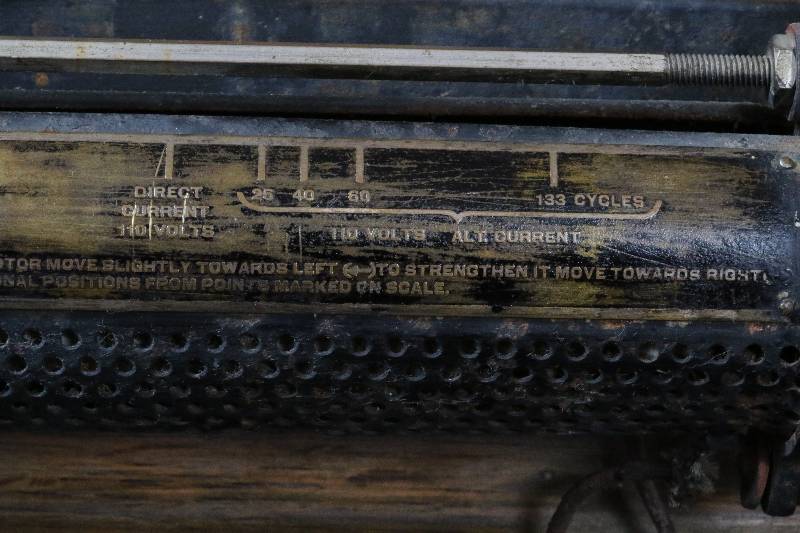 DIRECT 25 40 60 133 CYCLES
CURRENT
110 VOLTS 110 VOLTS ALT. CURRENT
MOVE SLIGHTLY TOWARDS LEFT ( ) TO STRENGTHEN IT MOVE TOWARDS RIGHT
POSITIONS FROM POINTS MARKED ON SCALE.